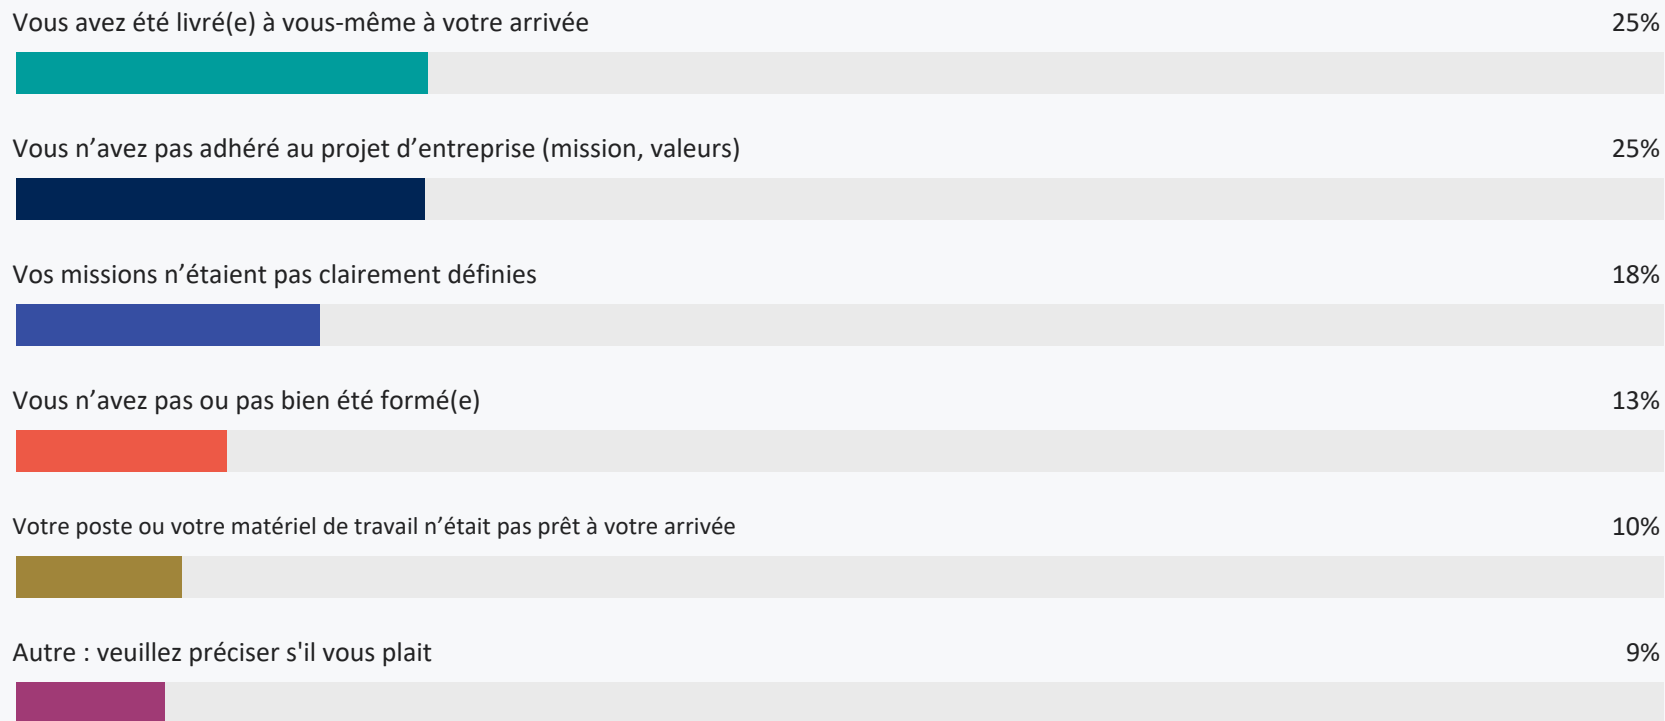 Vous avez été livré(e) à vous-même à votre arrivée 25%
Vous n’avez pas adhéré au projet d’entreprise (mission, valeurs) 25%
Vos missions n’étaient pas clairement définies 18%
Vous n’avez pas ou pas bien été formé(e) 13%
Votre poste ou votre matériel de travail n’était pas prêt à votre arrivée 10%
Autre : veuillez préciser s'il vous plait 9%